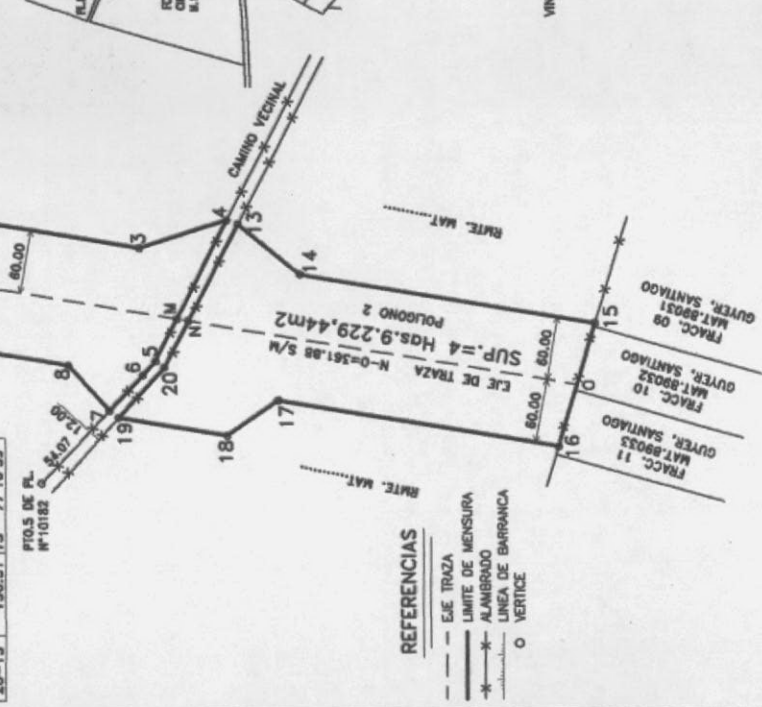 60.00
3
4
CAMINO VECINAL
8
6
5
M
N
13
14
RMTE. MAT..........
7
12.00
54.07
PTO.5 DE PL.
N°10182
19
20
18
17
POLIGONO 2
SUP.=4 Has.9.229,44m2
N-O=361.88 S/M
EJE DE TRAZA
60.00
60.00
RMTE. MAT..........
15
O
16
FRACC. 09
MAT.89031
GUYER, SANTIAGO
FRACC. 10
MAT.89032
GUYER, SANTIAGO
FRACC. 11
MAT.89033
GUYER, SANTIAGO
REFERENCIAS
EJE TRAZA
LIMITE DE MENSURA
ALAMBRADO
LINEA DE BARRANCA
VERTICE